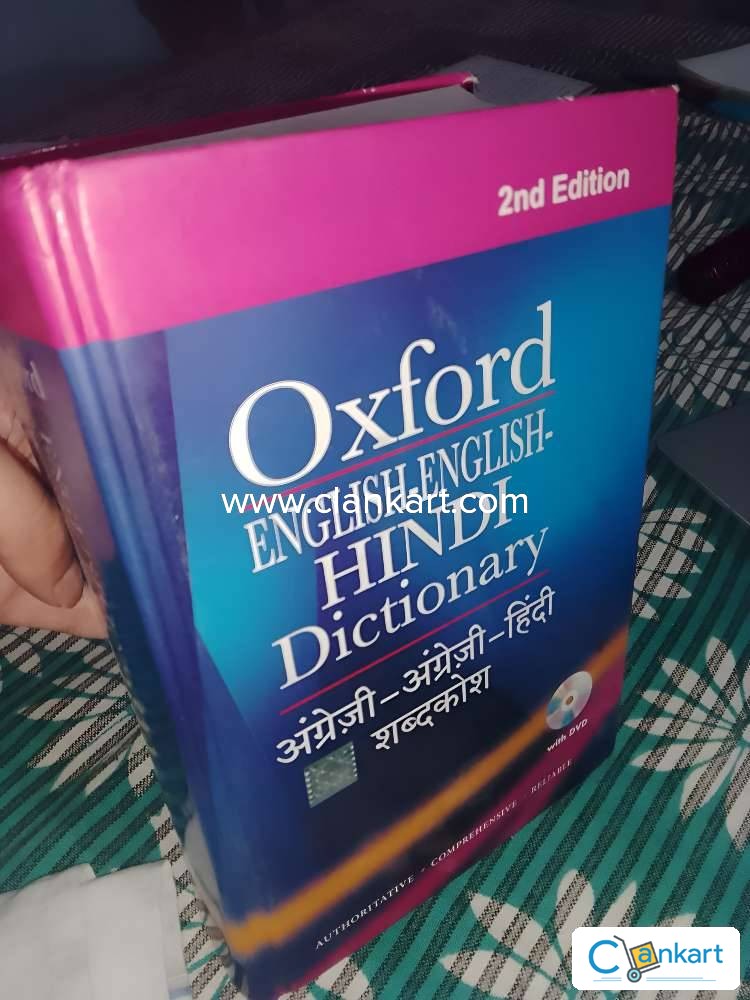 2nd Edition
Oxford
ENGLISH-ENGLISH-
HINDI
Dictionary
अंग्रेज़ी – अंग्रेज़ी – हिंदी
शब्दकोश
with DVD
AUTHORITATIVE · COMPREHENSIVE · RELIABLE
www.clankart.com
Clankart